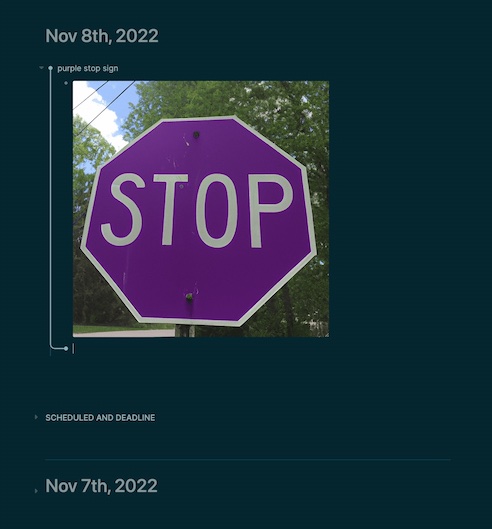 Nov 8th, 2022
purple stop sign
STOP
SCHEDULED AND DEADLINE
Nov 7th, 2022